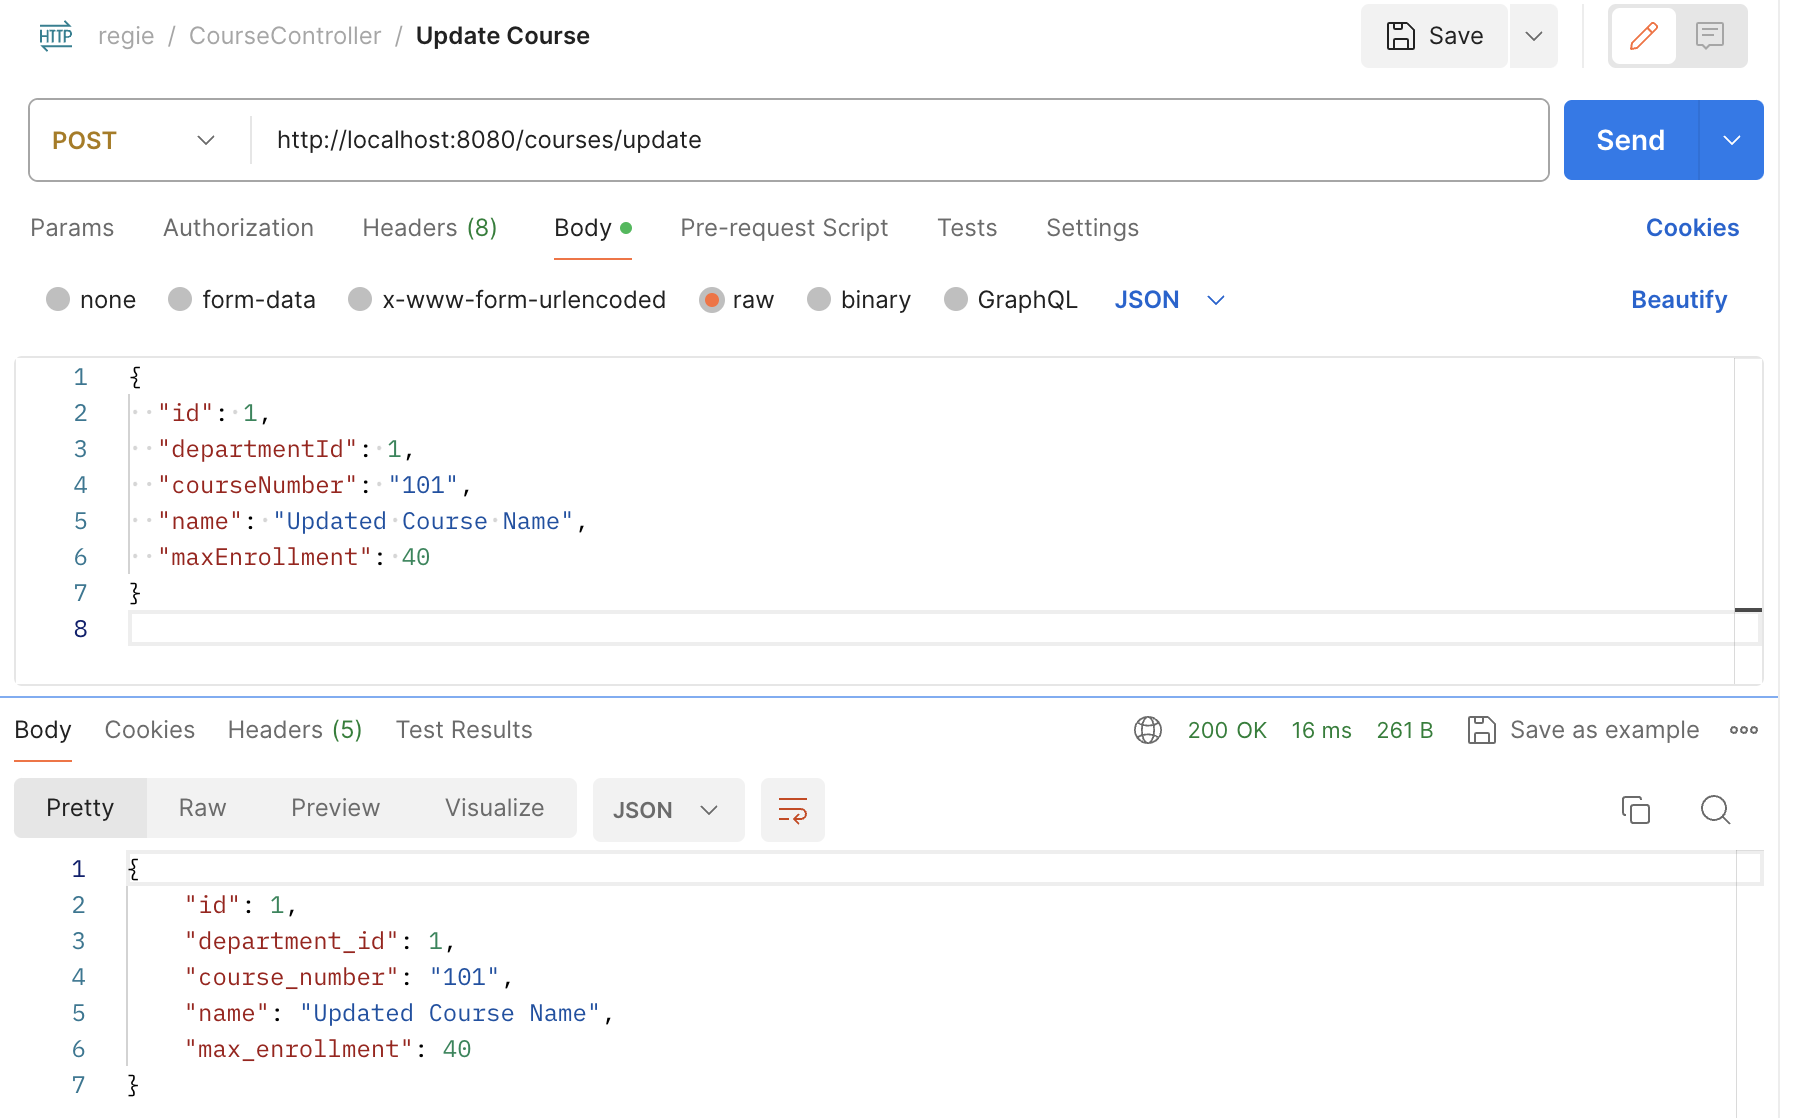 HTTP regie / CourseController / Update Course Save
POST http://localhost:8080/courses/update Send
Params Authorization Headers (8) Body Pre-request Script Tests Settings Cookies
none form-data x-www-form-urlencoded raw binary GraphQL JSON Beautify
1 {
2 "id": 1,
3 "departmentId": 1,
4 "courseNumber": "101",
5 "name": "Updated Course Name",
6 "maxEnrollment": 40
7 }
8
Body Cookies Headers (5) Test Results 200 OK 16 ms 261 B Save as example
Pretty Raw Preview Visualize JSON
1 {
2 "id": 1,
3 "department_id": 1,
4 "course_number": "101",
5 "name": "Updated Course Name",
6 "max_enrollment": 40
7 }